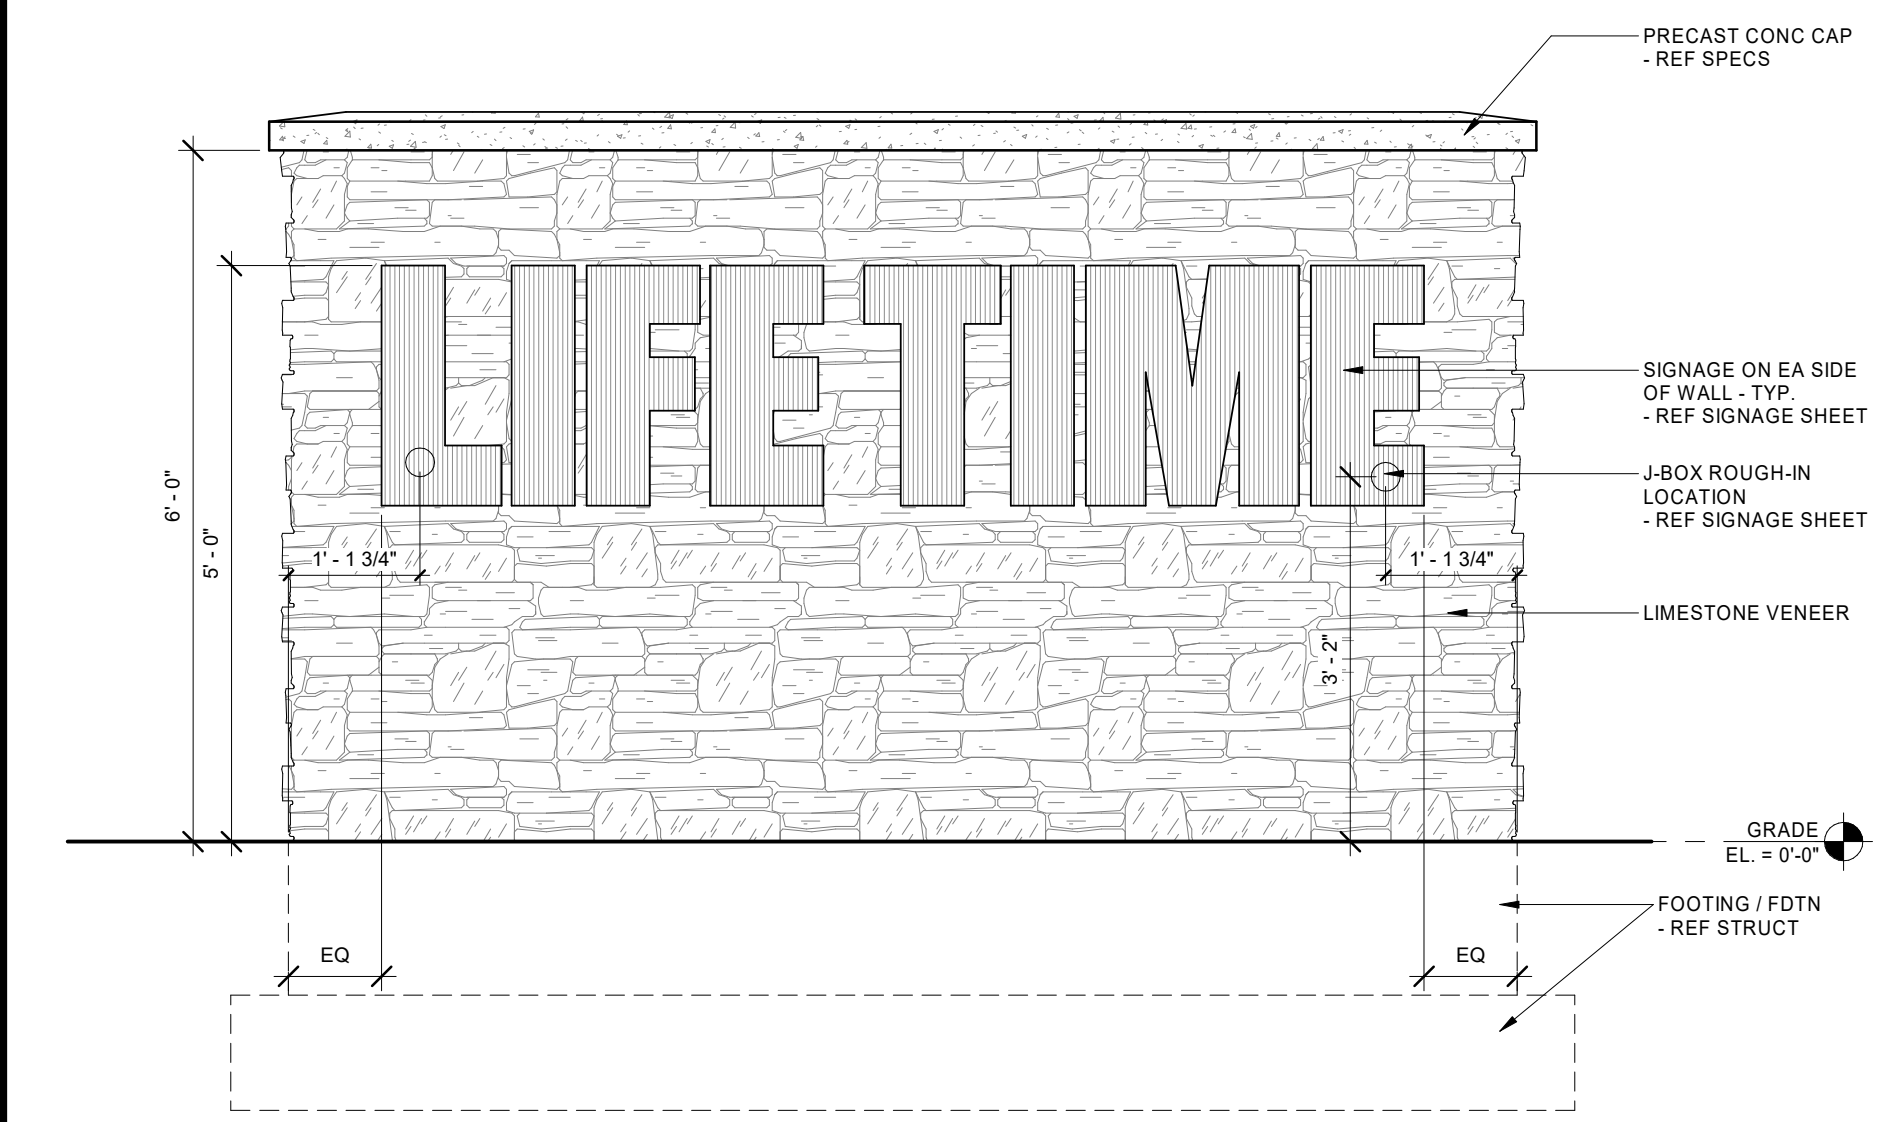 PRECAST CONC CAP
- REF SPECS
LIFE TIME
SIGNAGE ON EA SIDE
OF WALL - TYP.
- REF SIGNAGE SHEET
J-BOX ROUGH-IN
LOCATION
- REF SIGNAGE SHEET
6' - 0"
5' - 0"
1' - 1 3/4"
1' - 1 3/4"
LIMESTONE VENEER
3' - 2"
GRADE
EL. = 0'-0"
FOOTING / FDTN
- REF STRUCT
EQ
EQ